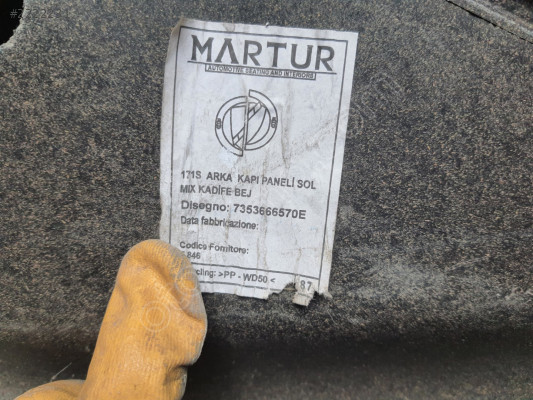 MARTUR
AUTOMOTIVE SEATING AND INTERIORS
171S ARKA KAPI PANELİ SOL
MIX KADİFE BEJ
Disegno: 7353666570E
Data fabbricazione:
Codice Fornitore:
846
cling: >PP - WD50 <
87